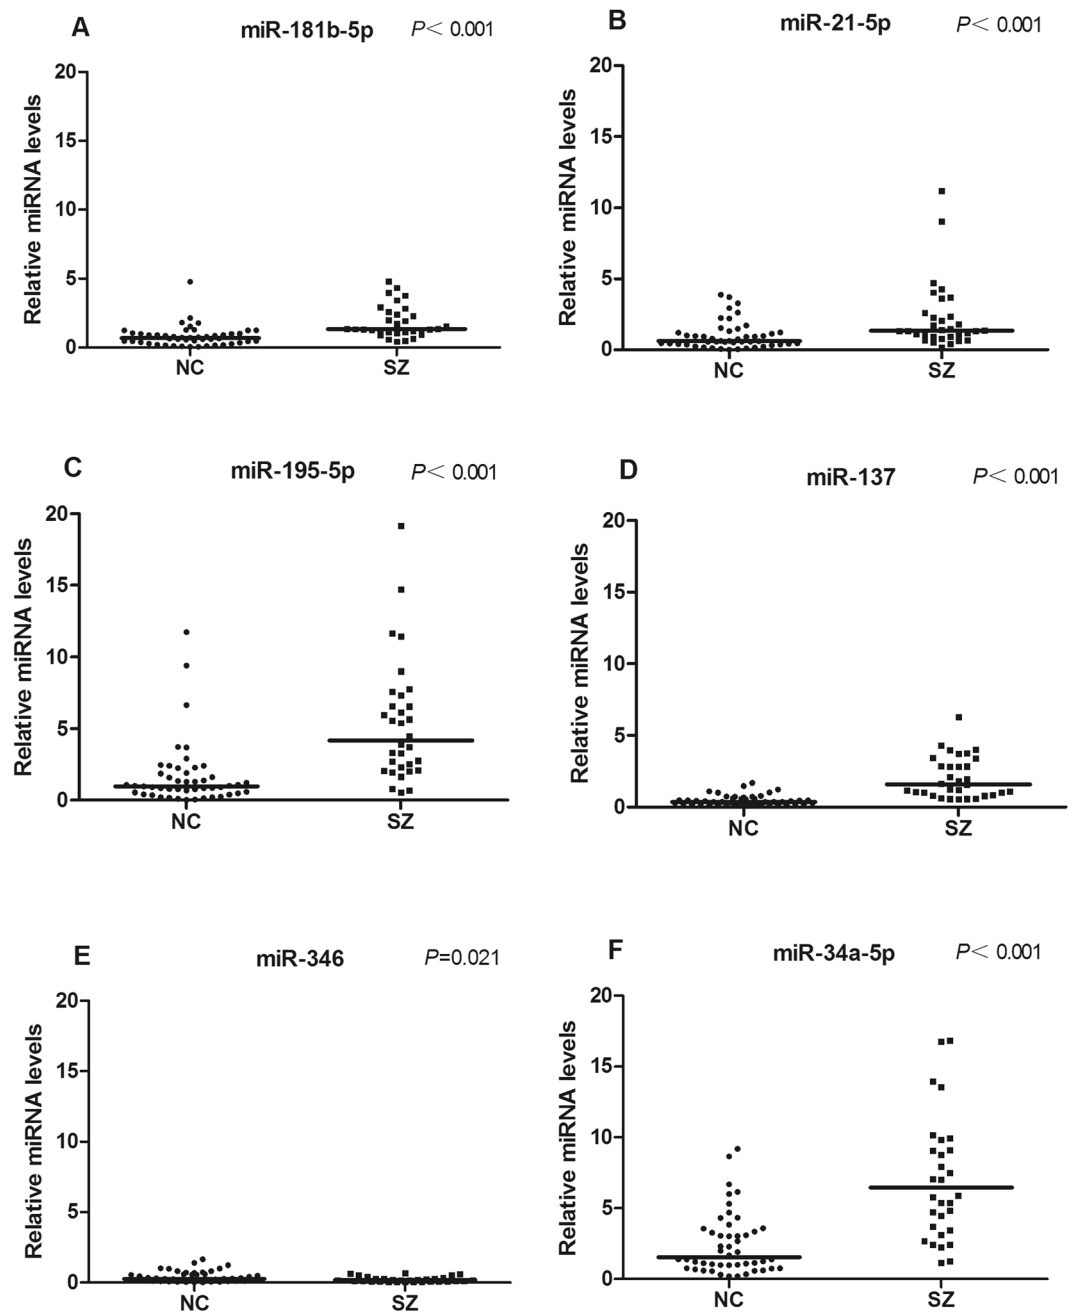 A miR-181b-5p P< 0.001
20
15
10
5
0
Relative miRNA levels
NC SZ
B miR-21-5p P< 0.001
20
15
10
5
0
Relative miRNA levels
NC SZ
C miR-195-5p P< 0.001
20
15
10
5
0
Relative miRNA levels
NC SZ
D miR-137 P< 0.001
20
15
10
5
0
Relative miRNA levels
NC SZ
E miR-346 P=0.021
20
15
10
5
0
Relative miRNA levels
NC SZ
F miR-34a-5p P< 0.001
20
15
10
5
0
Relative miRNA levels
NC SZ